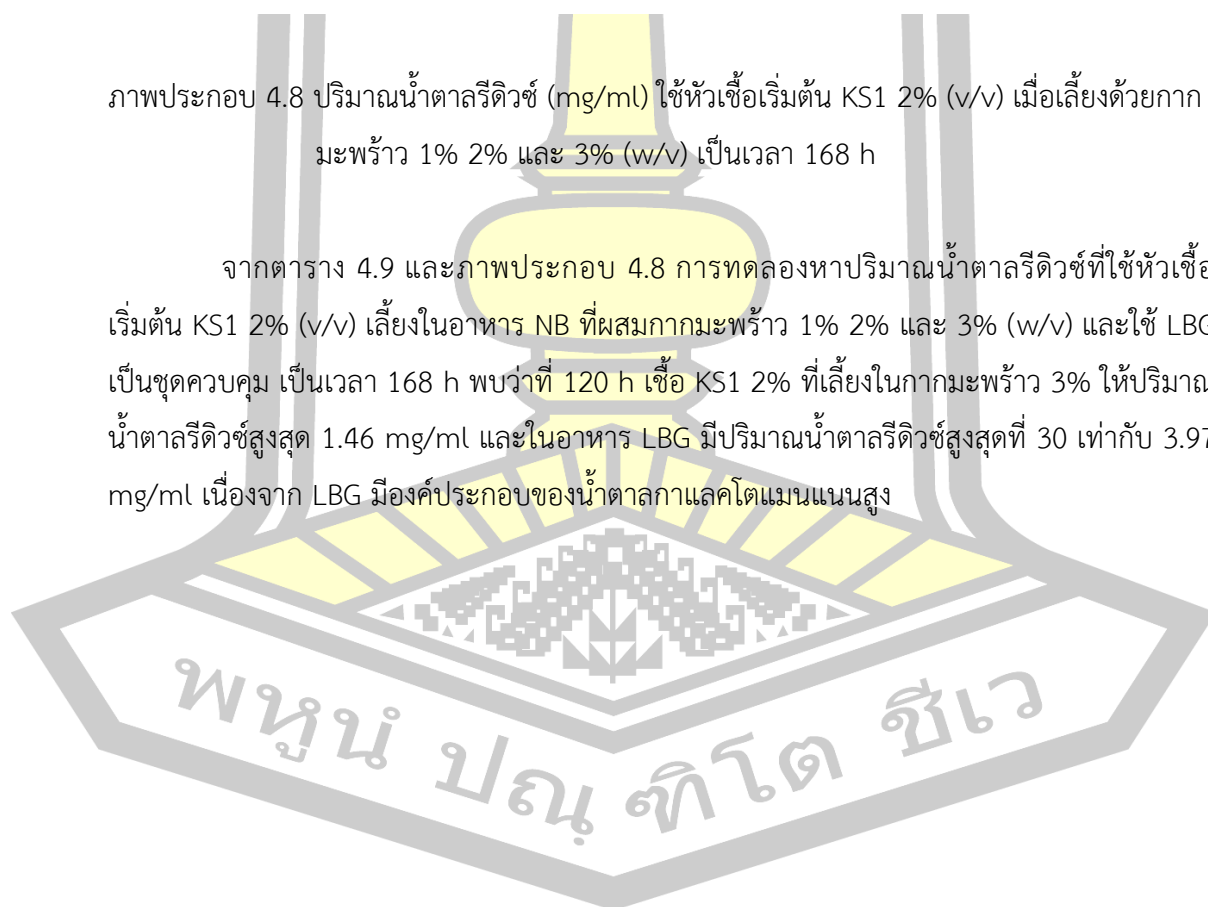 ภาพประกอบ 4.8 ปริมาณน้ำตาลรีดิวซ์ (mg/ml) ใช้หัวเชื้อเริ่มต้น KS1 2% (v/v) เมื่อเลี้ยงด้วยกาก
มะพร้าว 1% 2% และ 3% (w/v) เป็นเวลา 168 h
จากตาราง 4.9 และภาพประกอบ 4.8 การทดลองหาปริมาณน้ำตาลรีดิวซ์ที่ใช้หัวเชื้อ
เริ่มต้น KS1 2% (v/v) เลี้ยงในอาหาร NB ที่ผสมกากมะพร้าว 1% 2% และ 3% (w/v) และใช้ LBG
เป็นชุดควบคุม เป็นเวลา 168 h พบว่าที่ 120 h เชื้อ KS1 2% ที่เลี้ยงในกากมะพร้าว 3% ให้ปริมาณ
น้ำตาลรีดิวซ์สูงสุด 1.46 mg/ml และในอาหาร LBG มีปริมาณน้ำตาลรีดิวซ์สูงสุดที่ 30 เท่ากับ 3.97
mg/ml เนื่องจาก LBG มีองค์ประกอบของน้ำตาลกาแลคโตแมนแนนสูง
พหูนํ ปณฺฑิโต ชีเว